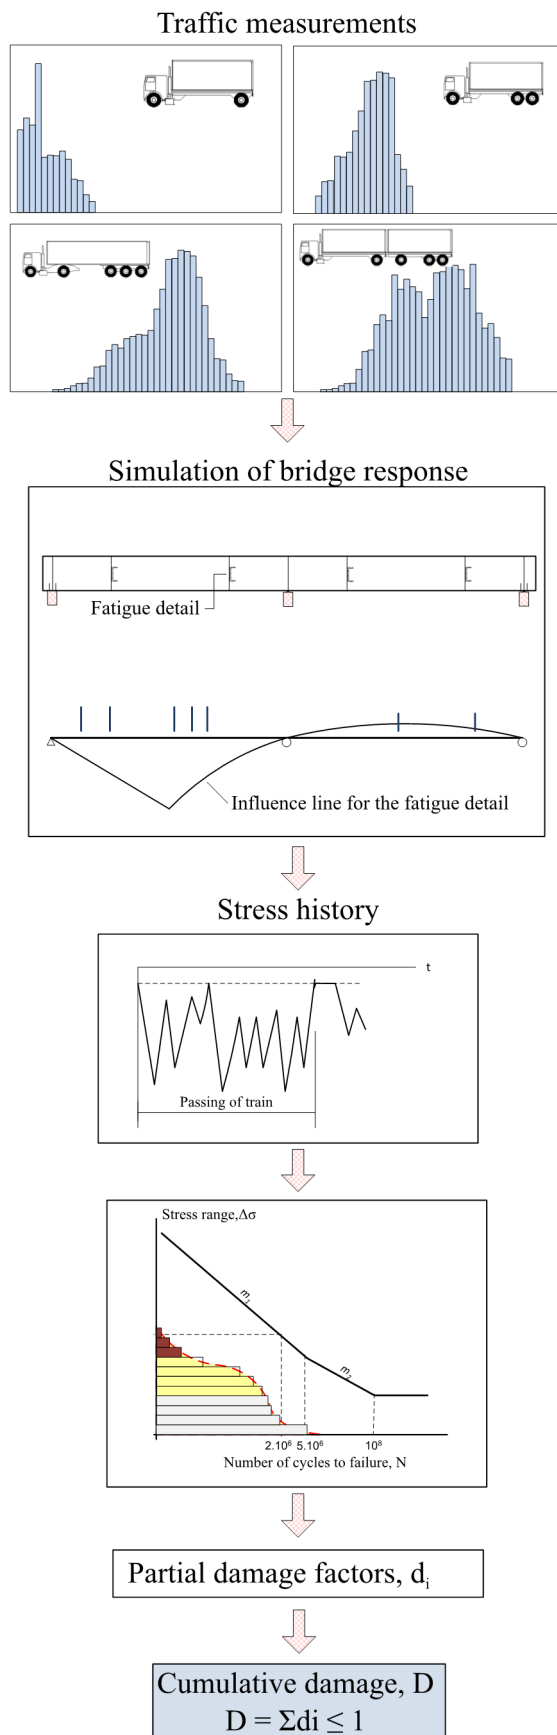 Traffic measurements
Simulation of bridge response
Fatigue detail
Influence line for the fatigue detail
Stress history
t
Passing of train
Stress range,Δσ
m₁
m₂
2.10⁶ 5.10⁶ 10⁸
Number of cycles to failure, N
Partial damage factors, dᵢ
Cumulative damage, D
D = Σdi ≤ 1